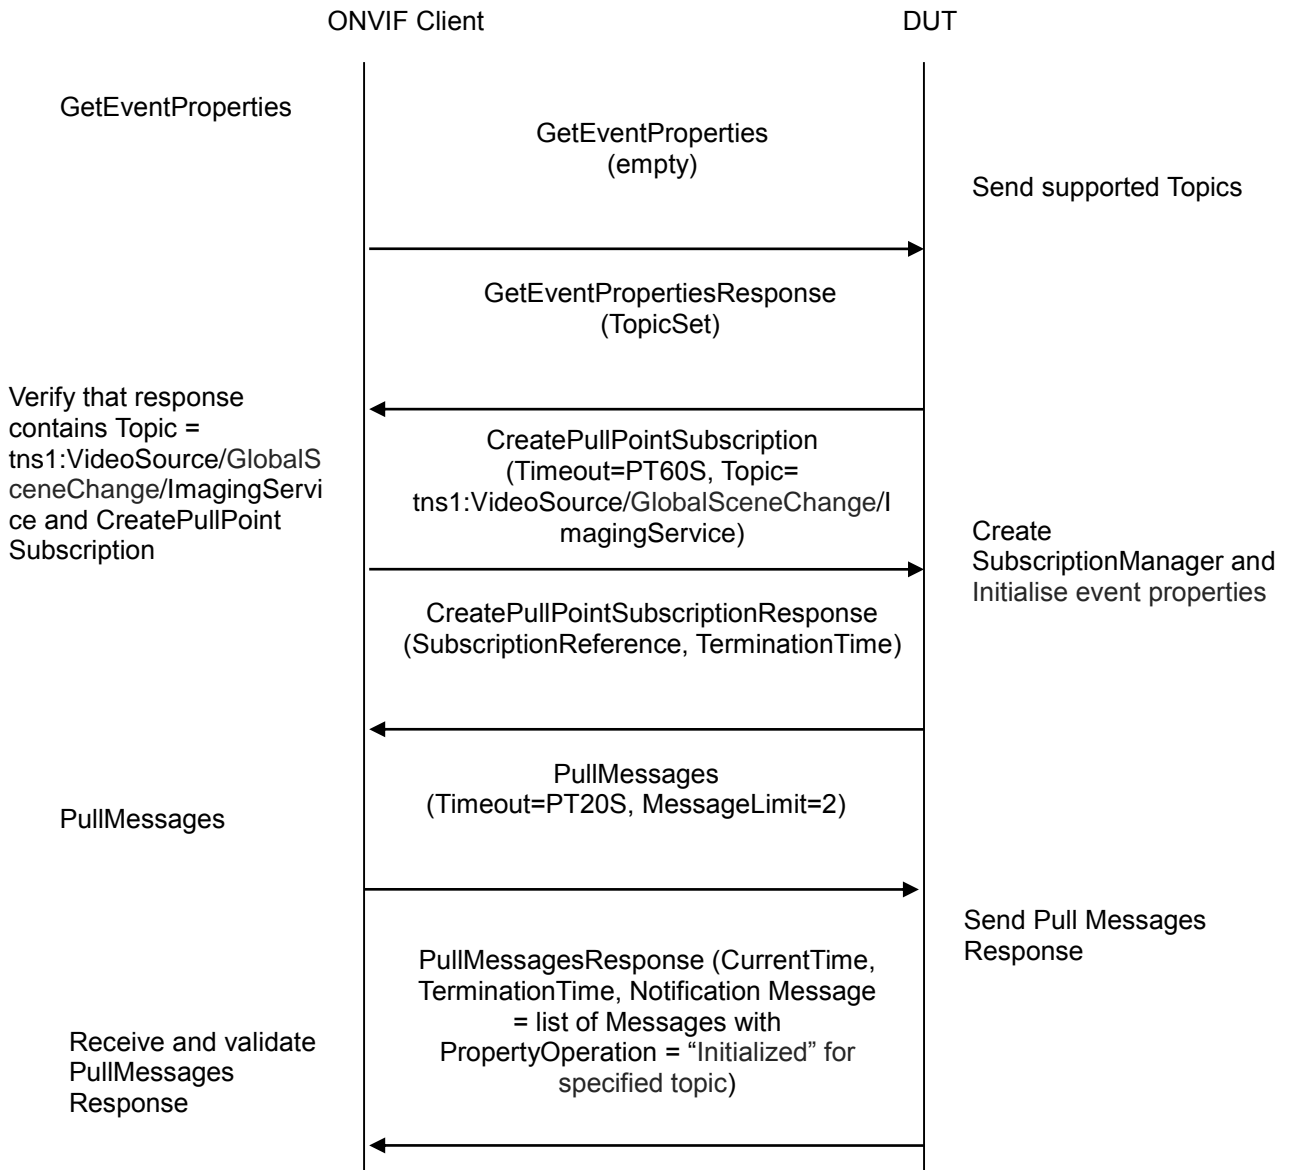 ONVIF Client
DUT
GetEventProperties
GetEventProperties
(empty)
Send supported Topics
GetEventPropertiesResponse
(TopicSet)
Verify that response
contains Topic =
tns1:VideoSource/GlobalS
ceneChange/ImagingServi
ce and CreatePullPoint
Subscription
CreatePullPointSubscription
(Timeout=PT60S, Topic=
tns1:VideoSource/GlobalSceneChange/I
magingService)
Create
SubscriptionManager and
Initialise event properties
CreatePullPointSubscriptionResponse
(SubscriptionReference, TerminationTime)
PullMessages
PullMessages
(Timeout=PT20S, MessageLimit=2)
Send Pull Messages
Response
PullMessagesResponse (CurrentTime,
TerminationTime, Notification Message
= list of Messages with
PropertyOperation = “Initialized” for
specified topic)
Receive and validate
PullMessages
Response